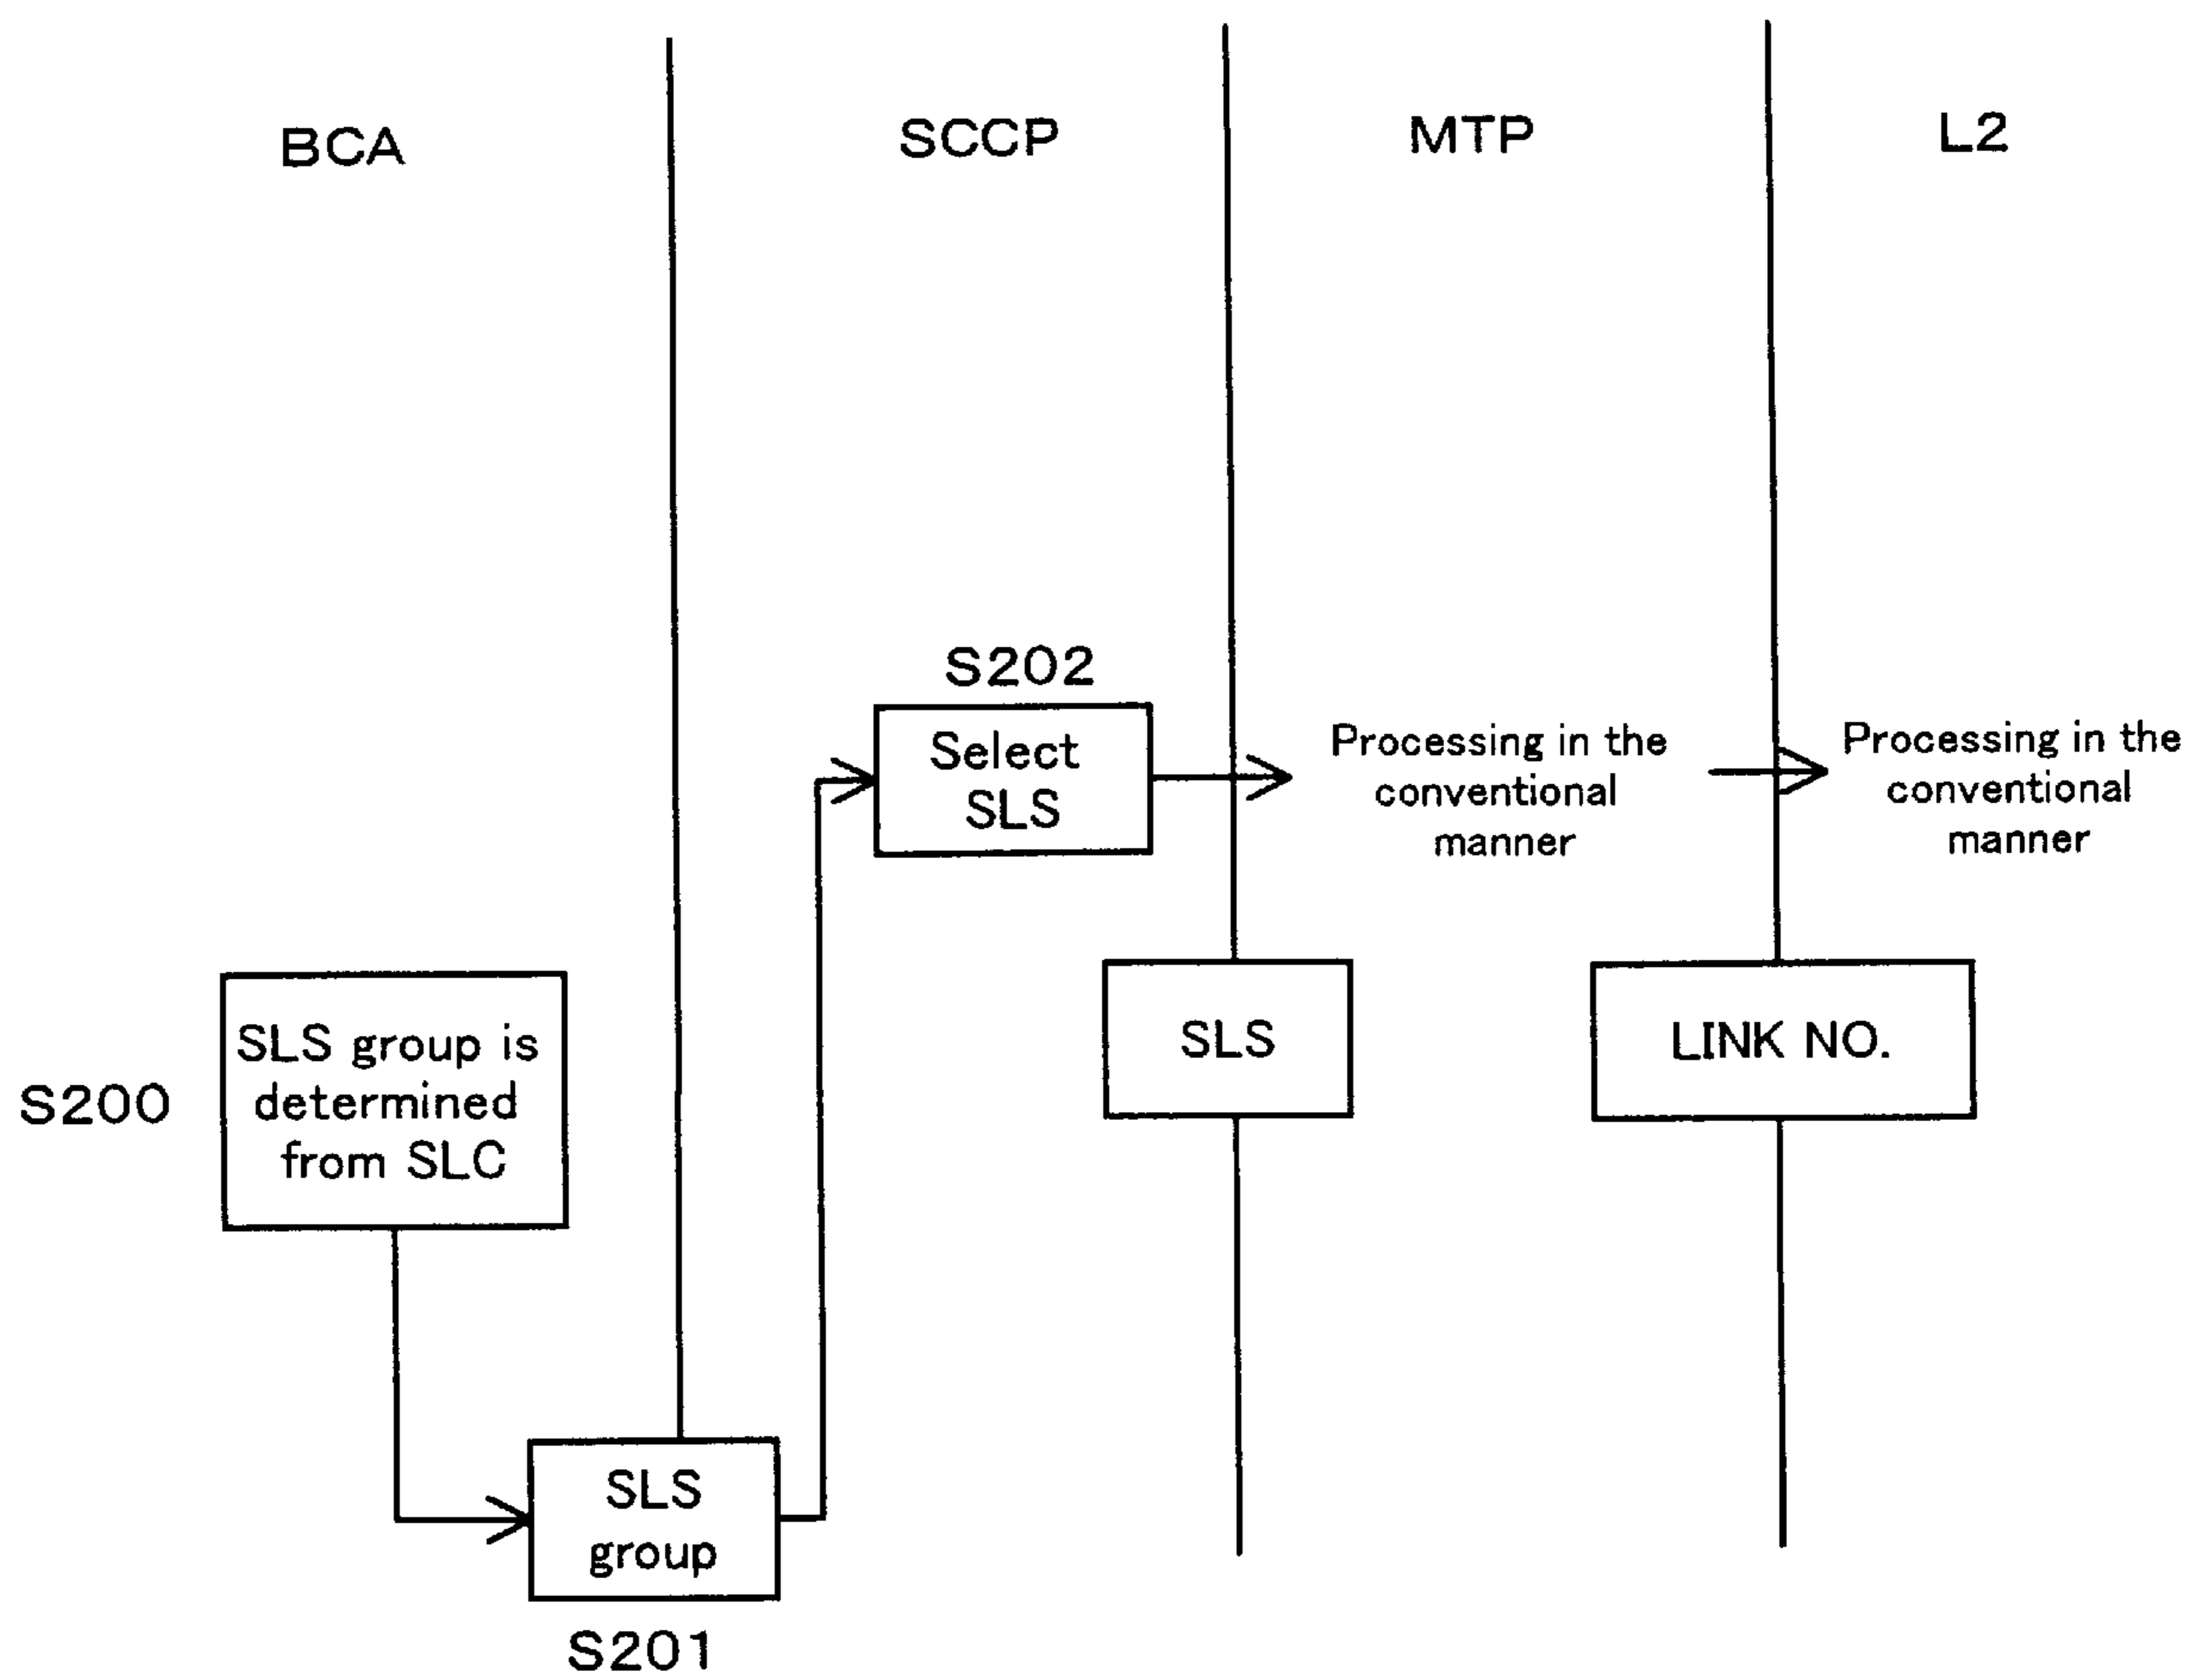 BCA
SCCP
MTP
L2
S202
Select
SLS
Processing in the
conventional
manner
Processing in the
conventional
manner
S200
SLS group is
determined
from SLC
SLS
LINK NO.
SLS
group
S201